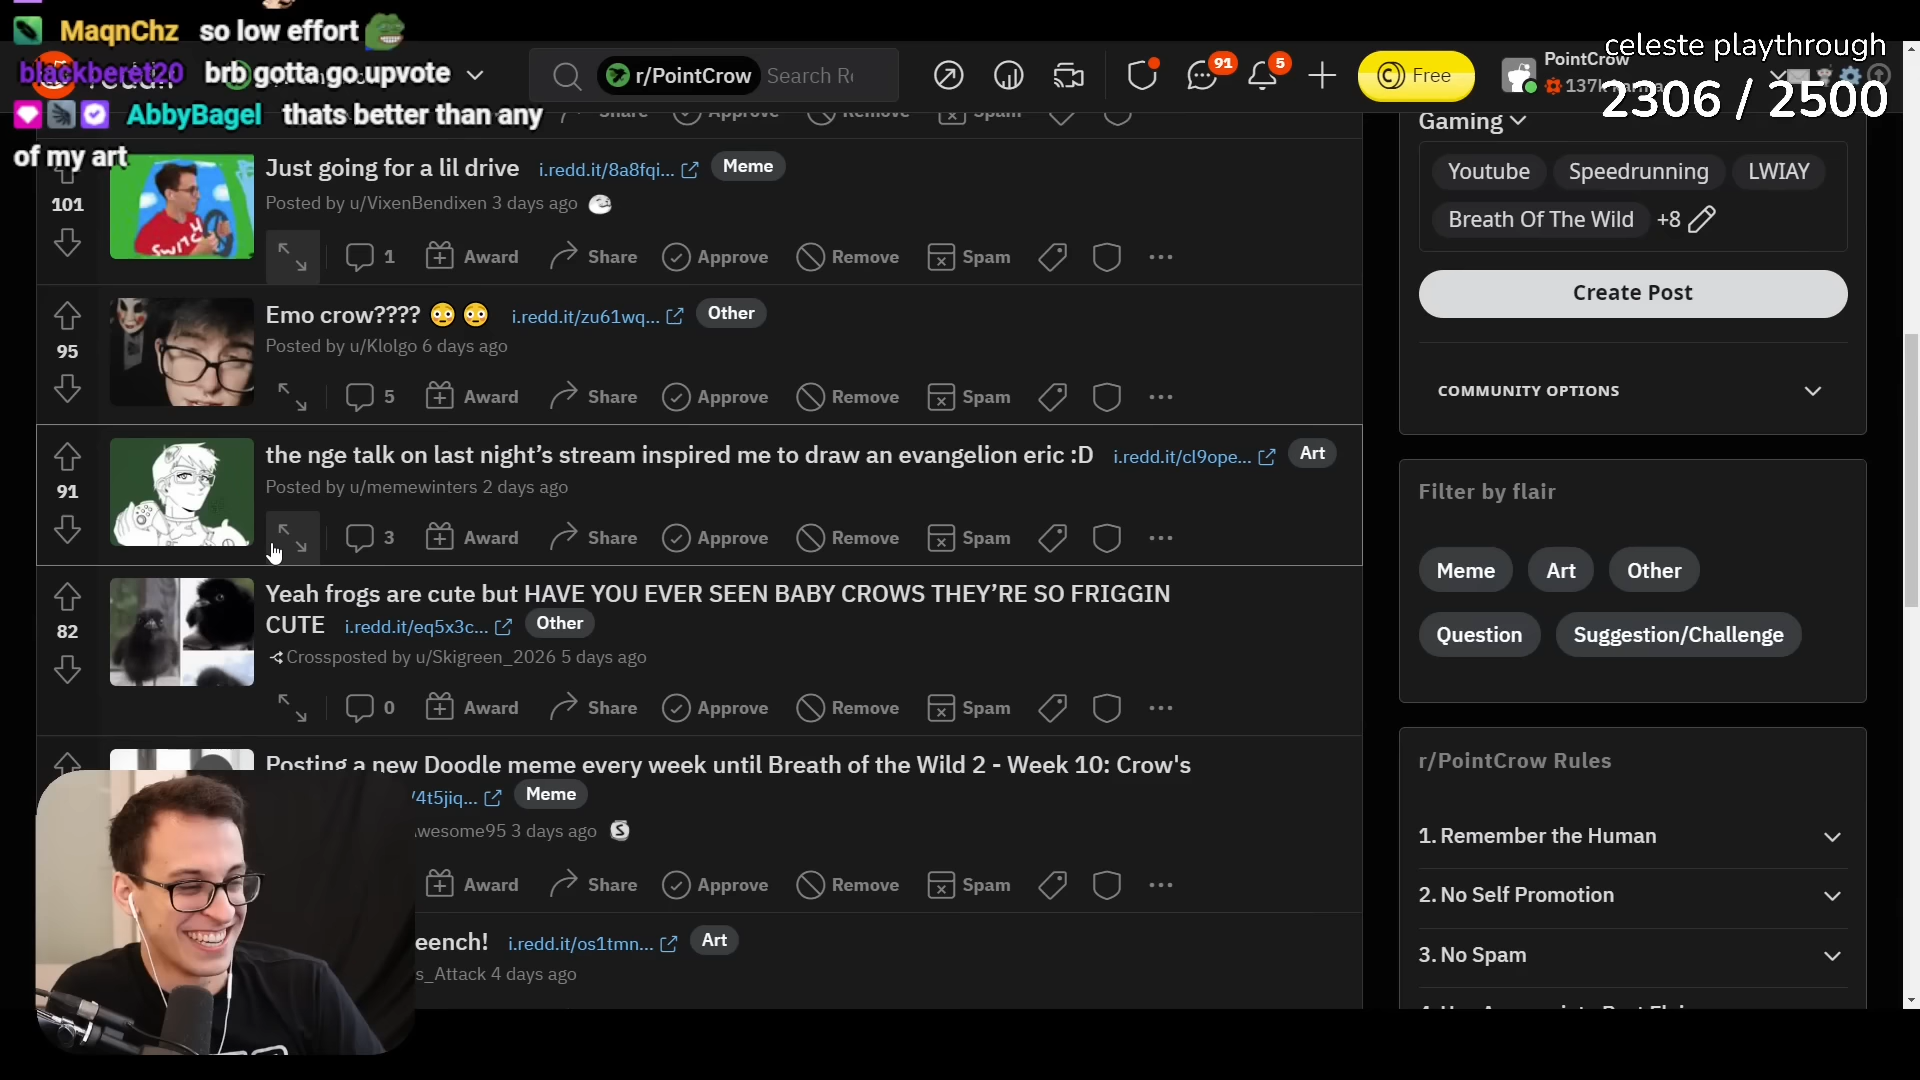 MaqnChz so low effort
blackberet20 brb gotta go upvote
AbbyBagel thats better than any
of my art
r/PointCrow
91
5
Free
PointCrow
celeste playthrough
2306 / 2500
Share Approve Remove Spam
101
Just going for a lil drive i.redd.it/8a8fqi... Meme
Posted by u/VixenBendixen 3 days ago
1 Award Share Approve Remove Spam
95
Emo crow???? 😳 😳 i.redd.it/zu61wq... Other
Posted by u/Klolgo 6 days ago
5 Award Share Approve Remove Spam
91
the nge talk on last night’s stream inspired me to draw an evangelion eric :D i.redd.it/cl9ope... Art
Posted by u/memewinters 2 days ago
3 Award Share Approve Remove Spam
82
Yeah frogs are cute but HAVE YOU EVER SEEN BABY CROWS THEY’RE SO FRIGGIN
CUTE i.redd.it/eq5x3c... Other
Crossposted by u/Skigreen_2026 5 days ago
0 Award Share Approve Remove Spam
Posting a new Doodle meme every week until Breath of the Wild 2 - Week 10: Crow's
/4t5jiq... Meme
wesome95 3 days ago
Award Share Approve Remove Spam
eench! i.redd.it/os1tmn... Art
s_Attack 4 days ago
Gaming
Youtube Speedrunning LWIAY
Breath Of The Wild +8
Create Post
COMMUNITY OPTIONS
Filter by flair
Meme Art Other
Question Suggestion/Challenge
r/PointCrow Rules
1. Remember the Human
2. No Self Promotion
3. No Spam